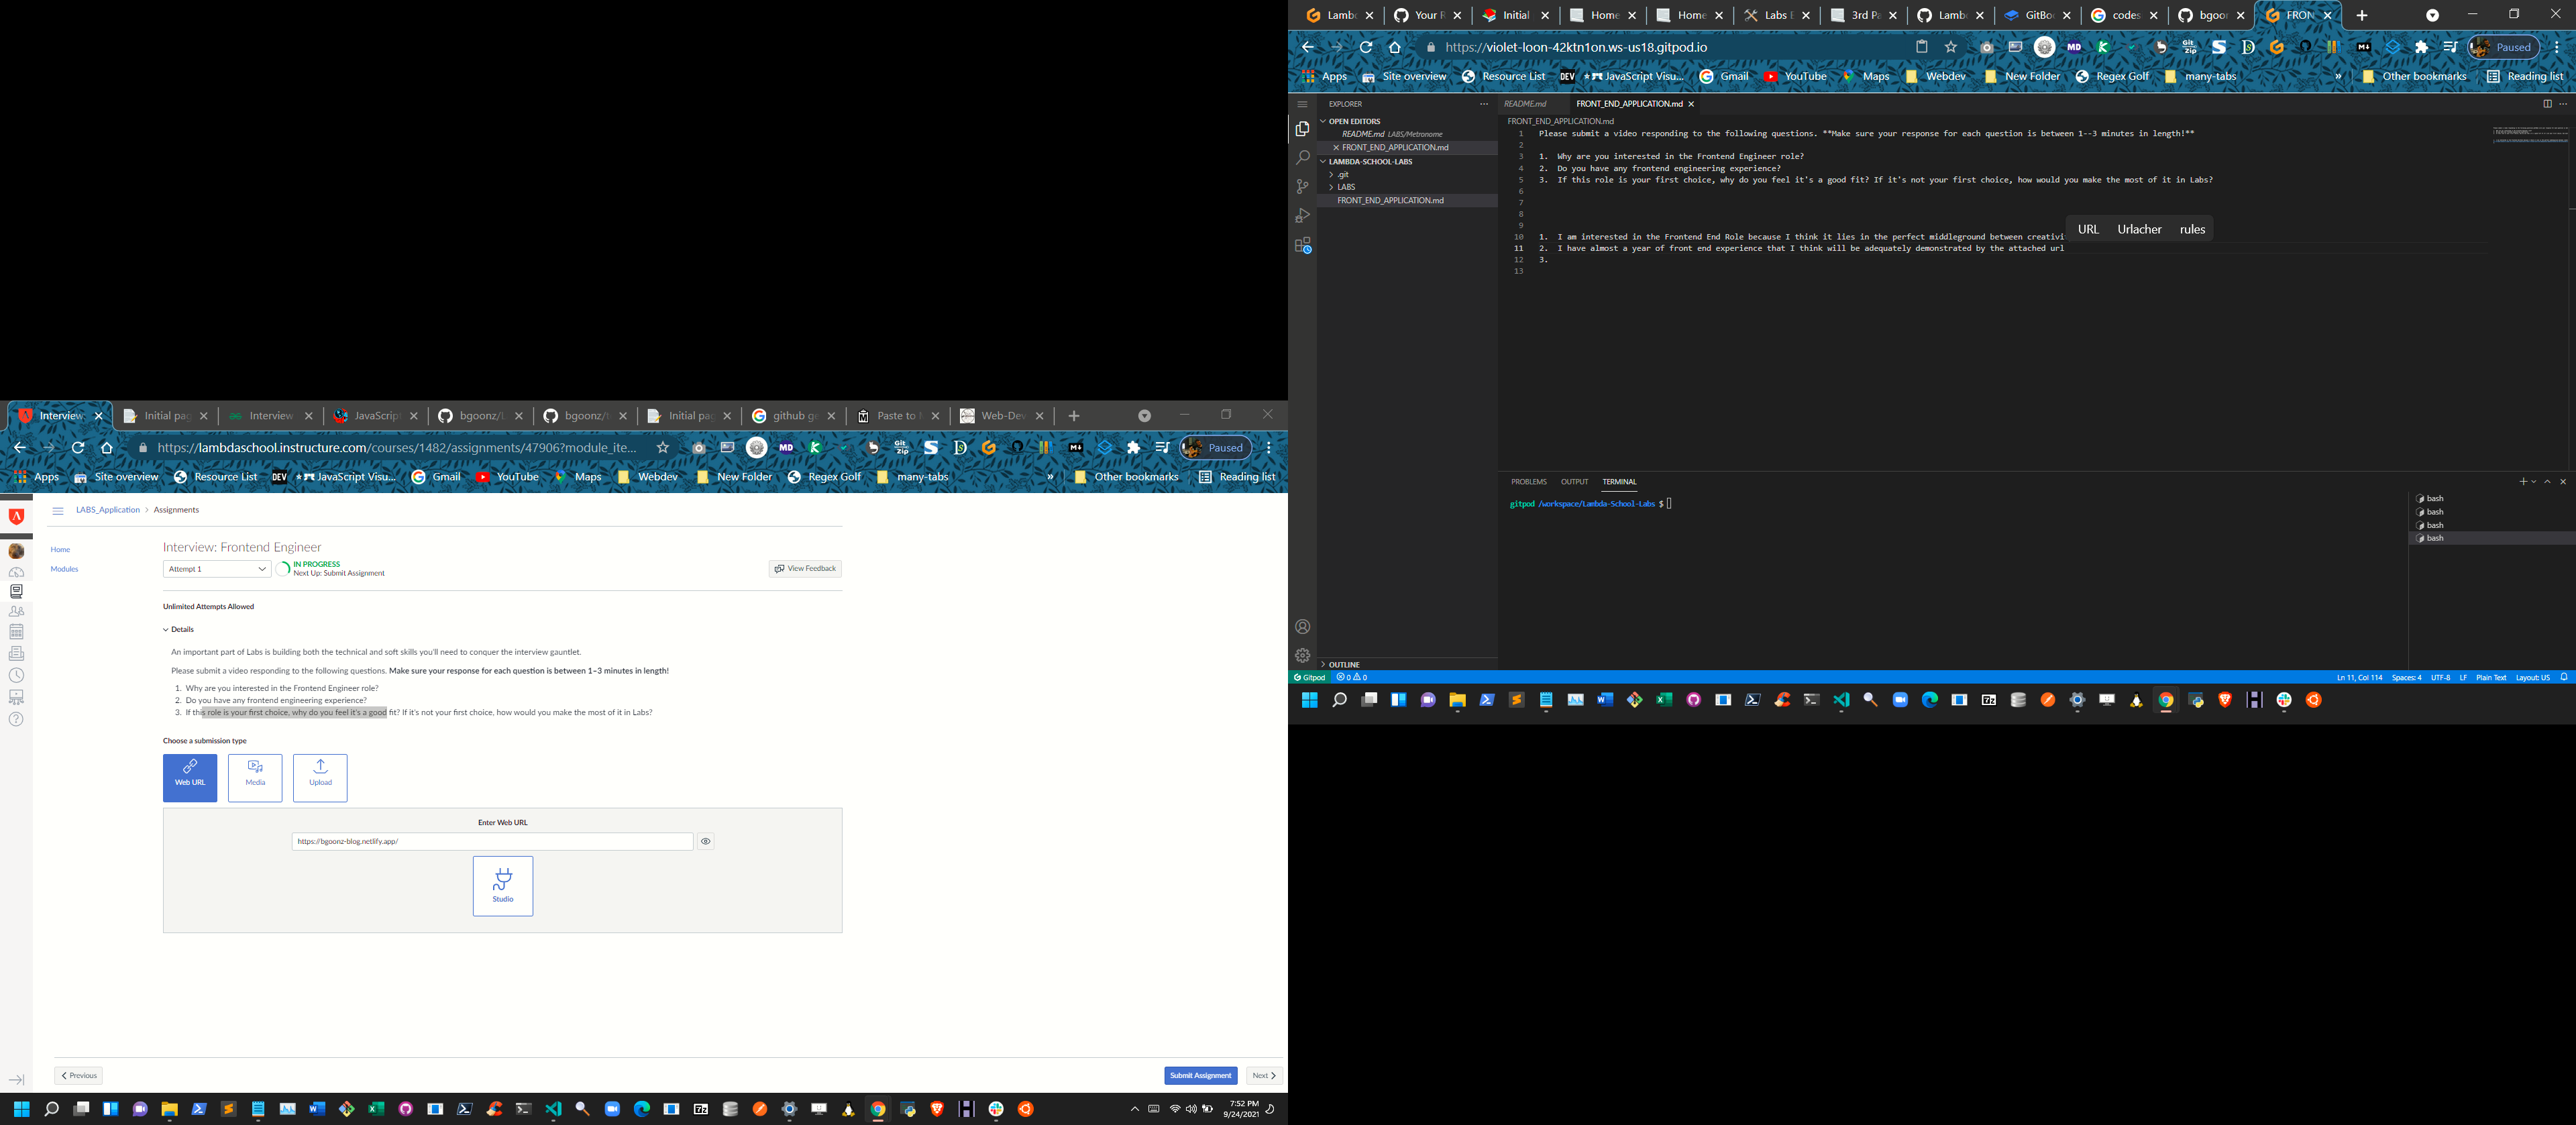 Lambd
Your R
Initial
Home
Home
Labs E
3rd Pa
Lambd
GitBoo
codes
bgoon
FRON
https://violet-loon-42ktn1on.ws-us18.gitpod.io
Paused
Apps
Site overview
Resource List
JavaScript Visu...
Gmail
YouTube
Maps
Webdev
New Folder
Regex Golf
many-tabs
»
Other bookmarks
Reading list
EXPLORER
README.md
FRONT_END_APPLICATION.md
OPEN EDITORS
README.md LABS/Metronome
FRONT_END_APPLICATION.md
LAMBDA-SCHOOL-LABS
.git
LABS
FRONT_END_APPLICATION.md
OUTLINE
FRONT_END_APPLICATION.md
1 Please submit a video responding to the following questions. **Make sure your response for each question is between 1--3 minutes in length!**
2
3 1. Why are you interested in the Frontend Engineer role?
4 2. Do you have any frontend engineering experience?
5 3. If this role is your first choice, why do you feel it's a good fit? If it's not your first choice, how would you make the most of it in Labs?
6
7
8
9
10 1. I am interested in the Frontend End Role because I think it lies in the perfect middleground between creativi
11 2. I have almost a year of front end experience that I think will be adequately demonstrated by the attached url
12 3.
13
URL Urlacher rules
PROBLEMS OUTPUT TERMINAL
gitpod /workspace/Lambda-School-Labs $
bash
bash
bash
bash
Gitpod 0 0
Ln 11, Col 114 Spaces: 4 UTF-8 LF Plain Text Layout: US
Interview:
Initial pag
Interview
JavaScript
bgoonz/L
bgoonz/
Initial pag
github ge
Paste to M
Web-Dev
https://lambdaschool.instructure.com/courses/1482/assignments/47906?module_ite...
Paused
Apps
Site overview
Resource List
JavaScript Visu...
Gmail
YouTube
Maps
Webdev
New Folder
Regex Golf
many-tabs
»
Other bookmarks
Reading list
LABS_Application > Assignments
Home
Modules
Interview: Frontend Engineer
Attempt 1
IN PROGRESS
Next Up: Submit Assignment
View Feedback
Unlimited Attempts Allowed
Details
An important part of Labs is building both the technical and soft skills you'll need to conquer the interview gauntlet.
Please submit a video responding to the following questions. Make sure your response for each question is between 1–3 minutes in length!
1. Why are you interested in the Frontend Engineer role?
2. Do you have any frontend engineering experience?
3. If this role is your first choice, why do you feel it's a good fit? If it's not your first choice, how would you make the most of it in Labs?
Choose a submission type
Web URL
Media
Upload
Enter Web URL
https://bgoonz-blog.netlify.app/
Studio
Previous
Submit Assignment
Next
7:52 PM
9/24/2021